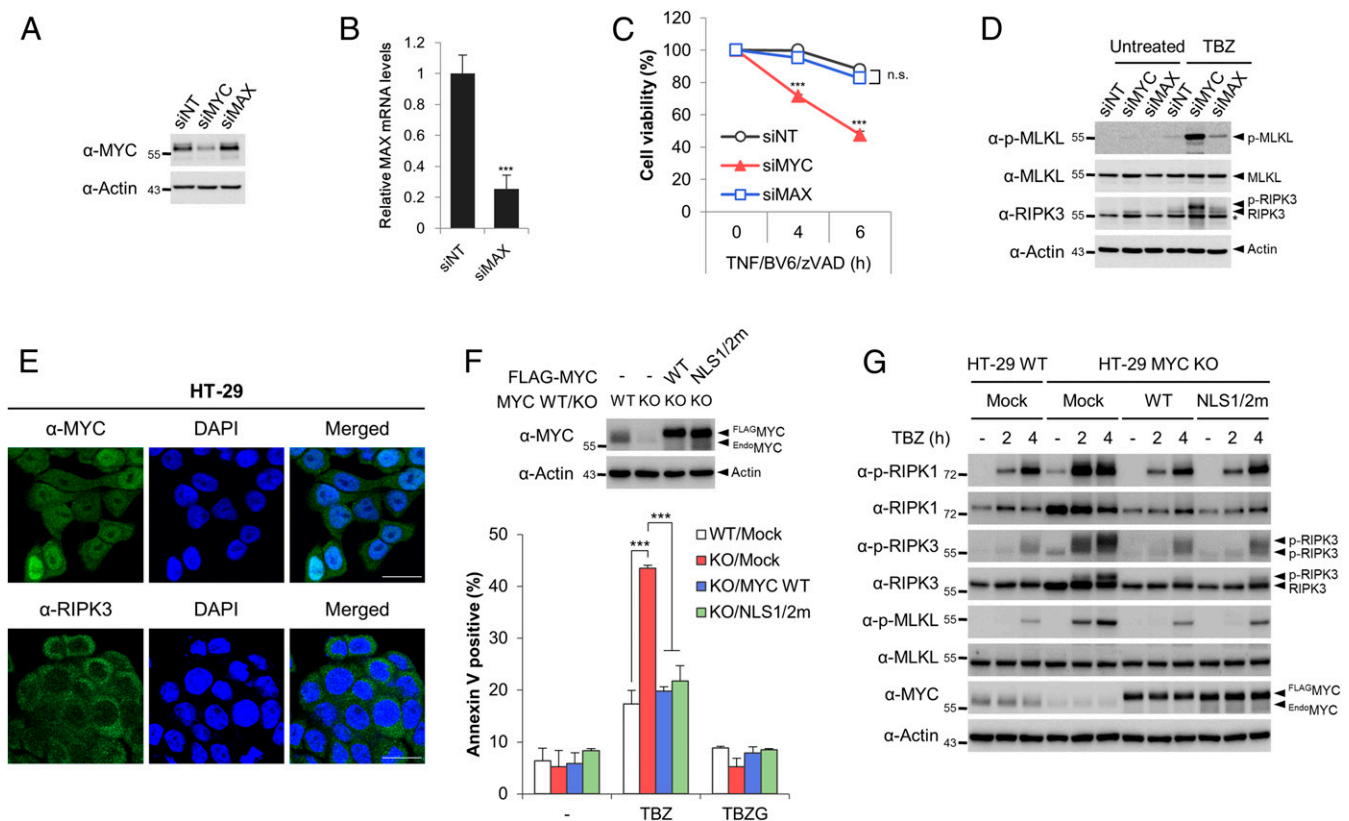 A
siNT siMYC siMAX
α-MYC 55
α-Actin 43
B
Relative MAX mRNA levels
1.2
1
0.8
0.6
0.4
0.2
0
***
siNT siMAX
C
Cell viability (%)
120
100
80
60
40
20
0
***
***
n.s.
siNT
siMYC
siMAX
0 4 6
TNF/BV6/zVAD (h)
D
Untreated TBZ
siNT siMYC siMAX siNT siMYC siMAX
α-p-MLKL 55 p-MLKL
α-MLKL 55 MLKL
p-RIPK3
α-RIPK3 55 RIPK3
*
α-Actin 43 Actin
E
HT-29
α-MYC DAPI Merged
α-RIPK3 DAPI Merged
F
FLAG-MYC - - WT NLS1/2m
MYC WT/KO WT KO KO KO
α-MYC 55 FLAGMYC
EndoMYC
α-Actin 43 Actin
Annexin V positive (%)
50
40
30
20
10
0
*** ***
WT/Mock
KO/Mock
KO/MYC WT
KO/NLS1/2m
- TBZ TBZG
G
HT-29 WT HT-29 MYC KO
Mock Mock WT NLS1/2m
TBZ (h) - 2 4 - 2 4 - 2 4 - 2 4
α-p-RIPK1 72
α-RIPK1 72
α-p-RIPK3 55 p-RIPK3
p-RIPK3
α-RIPK3 55 p-RIPK3
RIPK3
α-p-MLKL 55
α-MLKL 55
α-MYC 55 FLAGMYC
EndoMYC
α-Actin 43